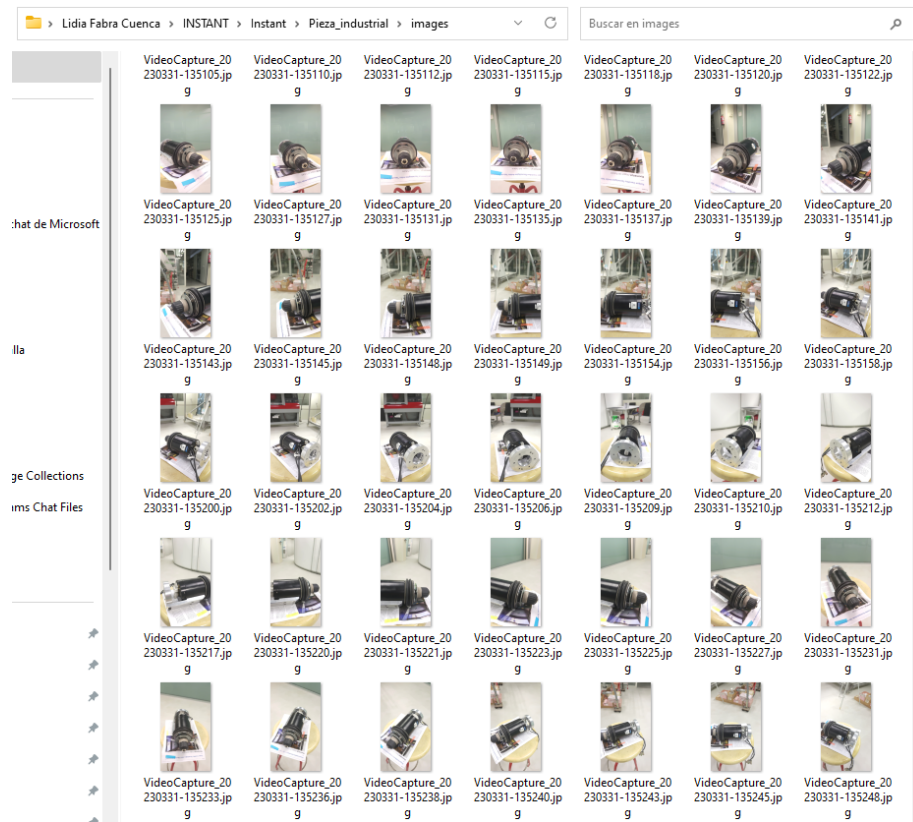 Lidia Fabra Cuenca > INSTANT > Instant > Pieza_industrial > images
Buscar en images
VideoCapture_20 VideoCapture_20 VideoCapture_20 VideoCapture_20 VideoCapture_20 VideoCapture_20 VideoCapture_20
230331-135105.jp 230331-135110.jp 230331-135112.jp 230331-135115.jp 230331-135118.jp 230331-135120.jp 230331-135122.jp
g g g g g g g
VideoCapture_20 VideoCapture_20 VideoCapture_20 VideoCapture_20 VideoCapture_20 VideoCapture_20 VideoCapture_20
chat de Microsoft
230331-135125.jp 230331-135127.jp 230331-135131.jp 230331-135135.jp 230331-135137.jp 230331-135139.jp 230331-135141.jp
g g g g g g g
VideoCapture_20 VideoCapture_20 VideoCapture_20 VideoCapture_20 VideoCapture_20 VideoCapture_20 VideoCapture_20
lla
230331-135143.jp 230331-135145.jp 230331-135148.jp 230331-135149.jp 230331-135154.jp 230331-135156.jp 230331-135158.jp
g g g g g g g
ge Collections
VideoCapture_20 VideoCapture_20 VideoCapture_20 VideoCapture_20 VideoCapture_20 VideoCapture_20 VideoCapture_20
ams Chat Files
230331-135200.jp 230331-135202.jp 230331-135204.jp 230331-135206.jp 230331-135209.jp 230331-135210.jp 230331-135212.jp
g g g g g g g
VideoCapture_20 VideoCapture_20 VideoCapture_20 VideoCapture_20 VideoCapture_20 VideoCapture_20 VideoCapture_20
230331-135217.jp 230331-135220.jp 230331-135221.jp 230331-135223.jp 230331-135225.jp 230331-135227.jp 230331-135231.jp
g g g g g g g
VideoCapture_20 VideoCapture_20 VideoCapture_20 VideoCapture_20 VideoCapture_20 VideoCapture_20 VideoCapture_20
230331-135233.jp 230331-135236.jp 230331-135238.jp 230331-135240.jp 230331-135243.jp 230331-135245.jp 230331-135248.jp
g g g g g g g